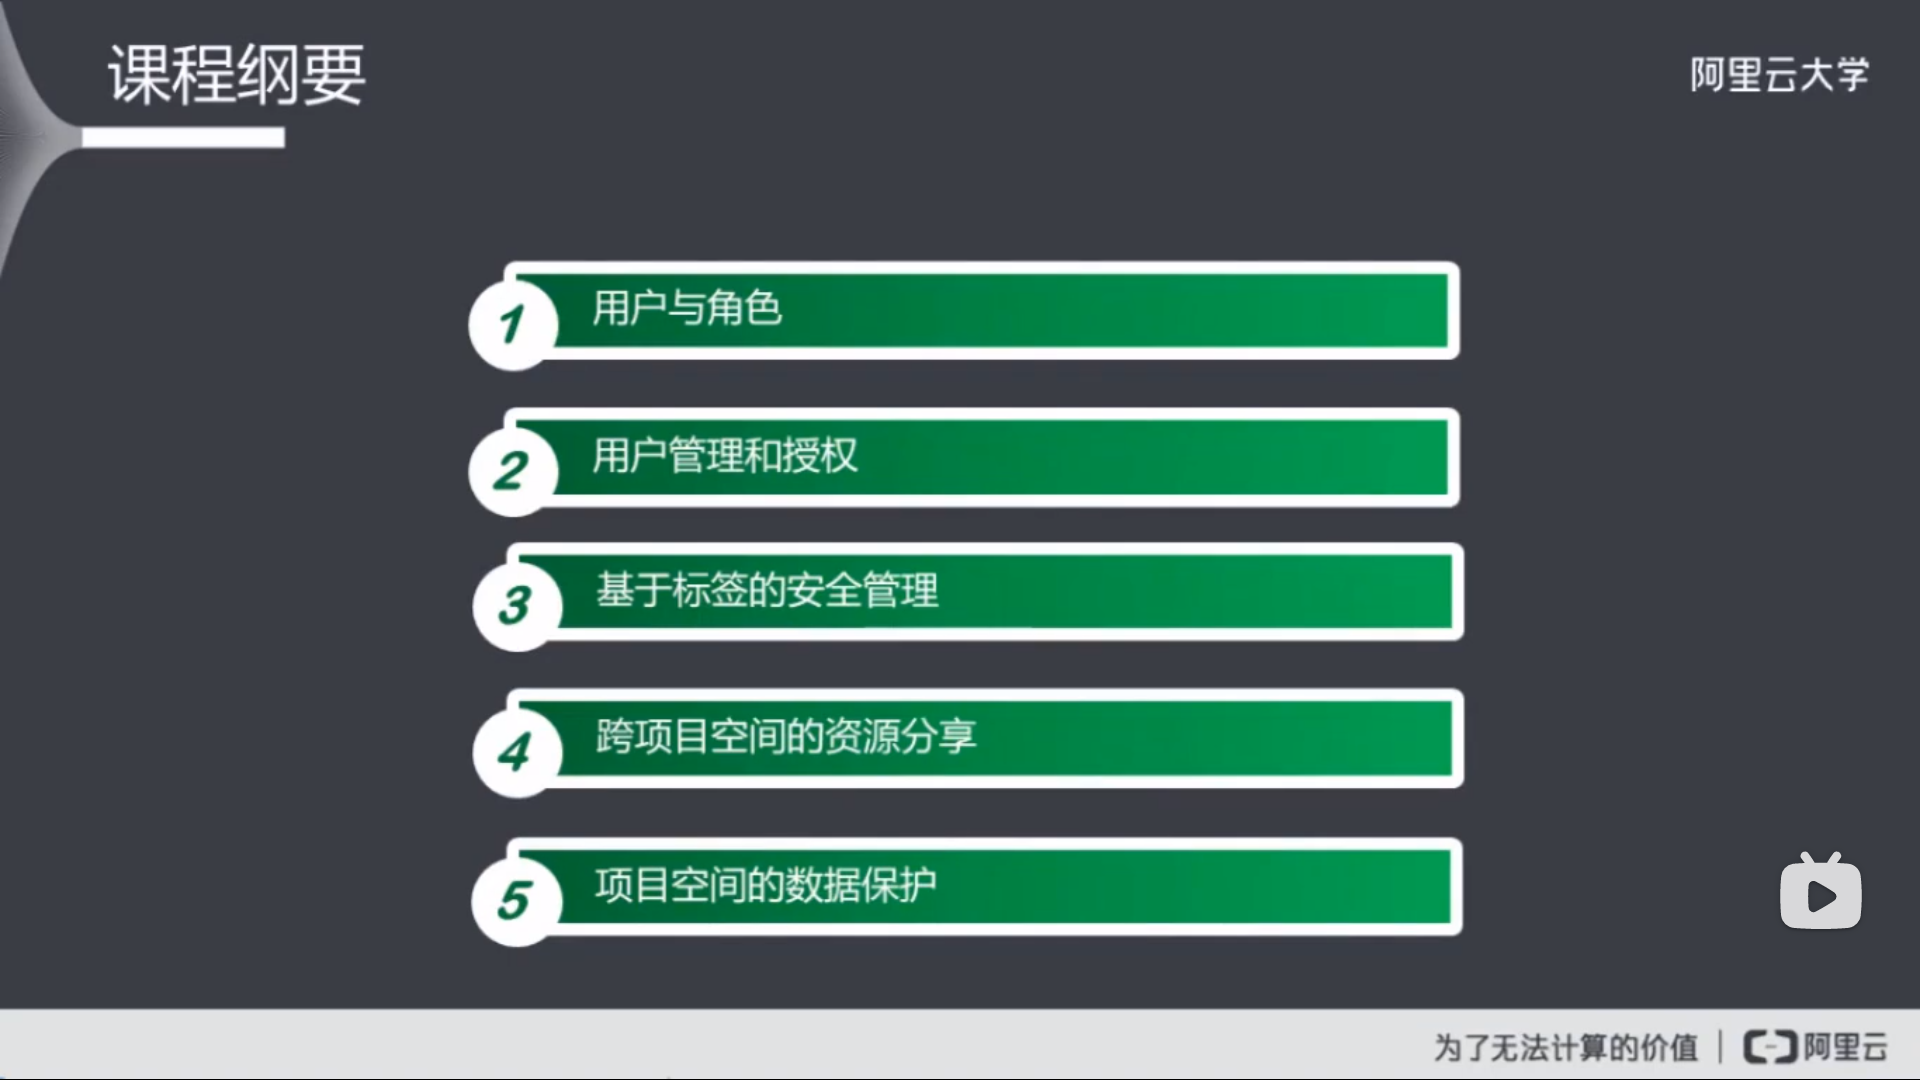 课程纲要
阿里云大学
1 用户与角色
2 用户管理和授权
3 基于标签的安全管理
4 跨项目空间的资源分享
5 项目空间的数据保护
为了无法计算的价值 | 阿里云